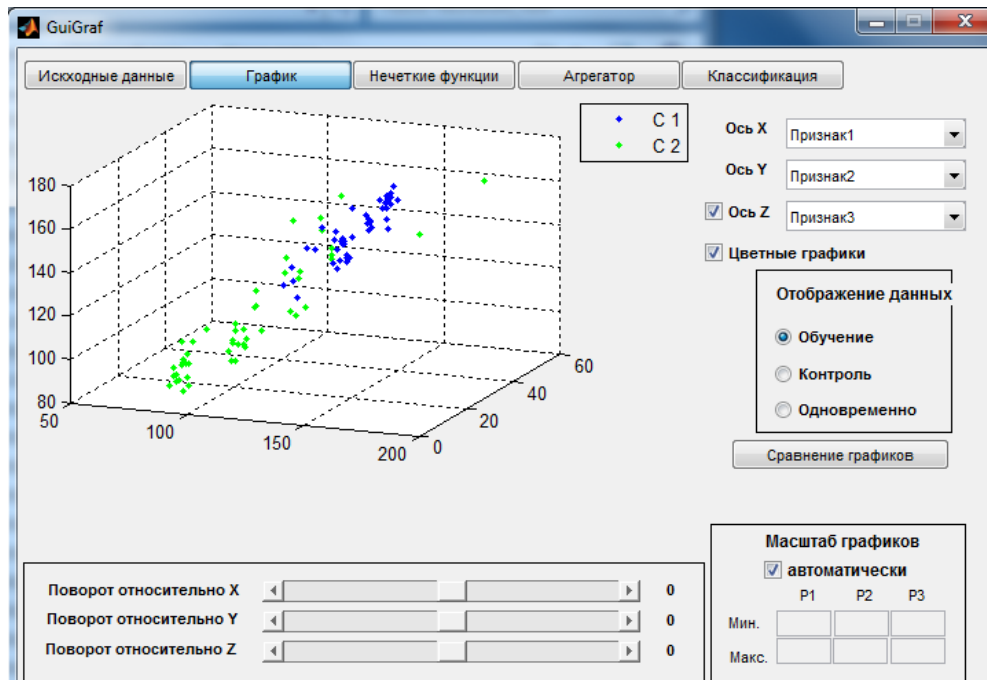 GuiGraf
Искходные данные
График
Нечеткие функции
Агрегатор
Классификация
C 1
C 2
180
160
140
120
100
80
50
100
150
200
0
20
40
60
Ось X
Признак1
Ось Y
Признак2
Ось Z
Признак3
Цветные графики
Отображение данных
Обучение
Контроль
Одновременно
Сравнение графиков
Поворот относительно X 0
Поворот относительно Y 0
Поворот относительно Z 0
Масштаб графиков
автоматически
P1 P2 P3
Мин.
Макс.